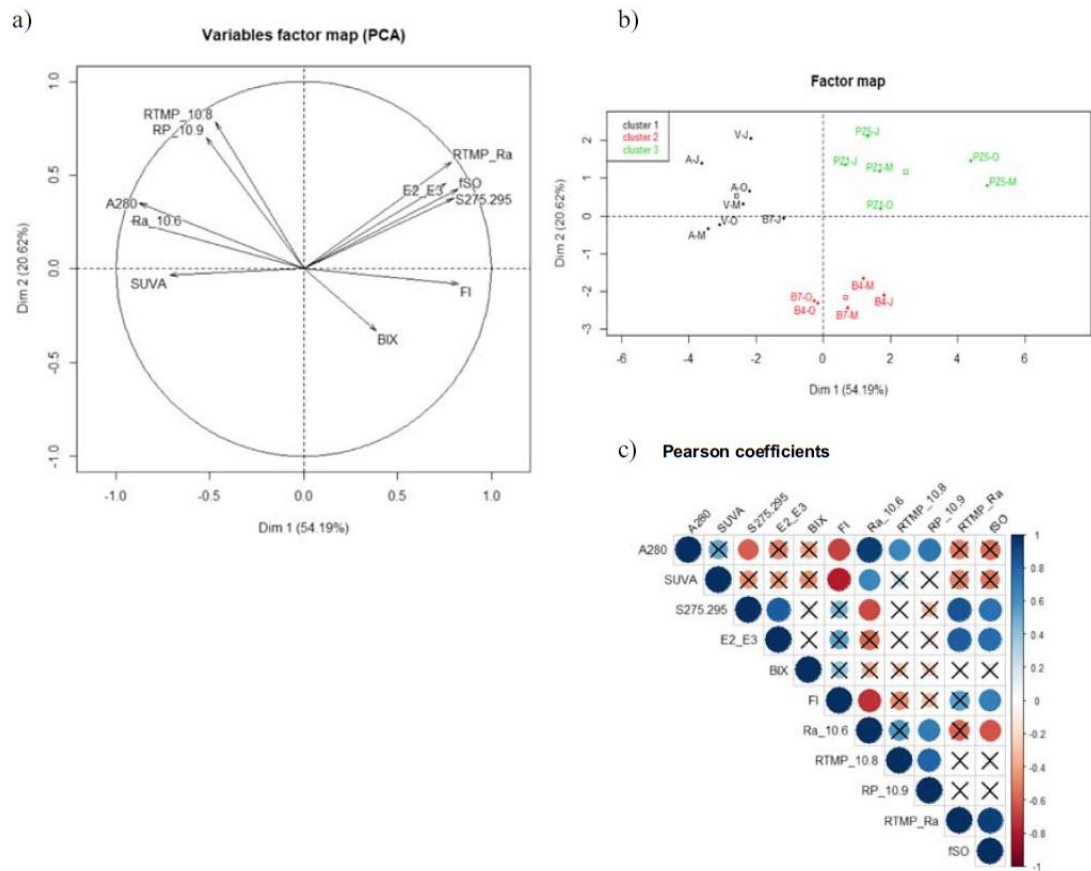 a)
Variables factor map (PCA)
1.0
0.5
0.0
-0.5
-1.0
Dim 2 (20.62%)
RTMP_10.8
RP_10.9
RTMP_Ra
E2_E3
fSO
S275.295
A280
Ra_10.6
SUVA
FI
BIX
-1.0 -0.5 0.0 0.5 1.0
Dim 1 (54.19%)
b)
Factor map
cluster 1
cluster 2
cluster 3
2
1
0
-1
-2
-3
Dim 2 (20.62%)
V-J
PZ5-J
A-J
PZ1-J
PZ1-M
PZ5-O
A-O
PZ5-M
V-M
PZ1-O
V-O
B7-J
A-M
B4-M
B7-O
B4-J
B4-O
B7-M
-6 -4 -2 0 2 4 6
Dim 1 (54.19%)
c) Pearson coefficients
A280 SUVA S275.295 E2_E3 BIX FI Ra_10.6 RTMP_10.8 RP_10.9 RTMP_Ra fSO
A280
SUVA
S275.295
E2_E3
BIX
FI
Ra_10.6
RTMP_10.8
RP_10.9
RTMP_Ra
fSO
1
0.8
0.6
0.4
0.2
0
-0.2
-0.4
-0.6
-0.8
-1